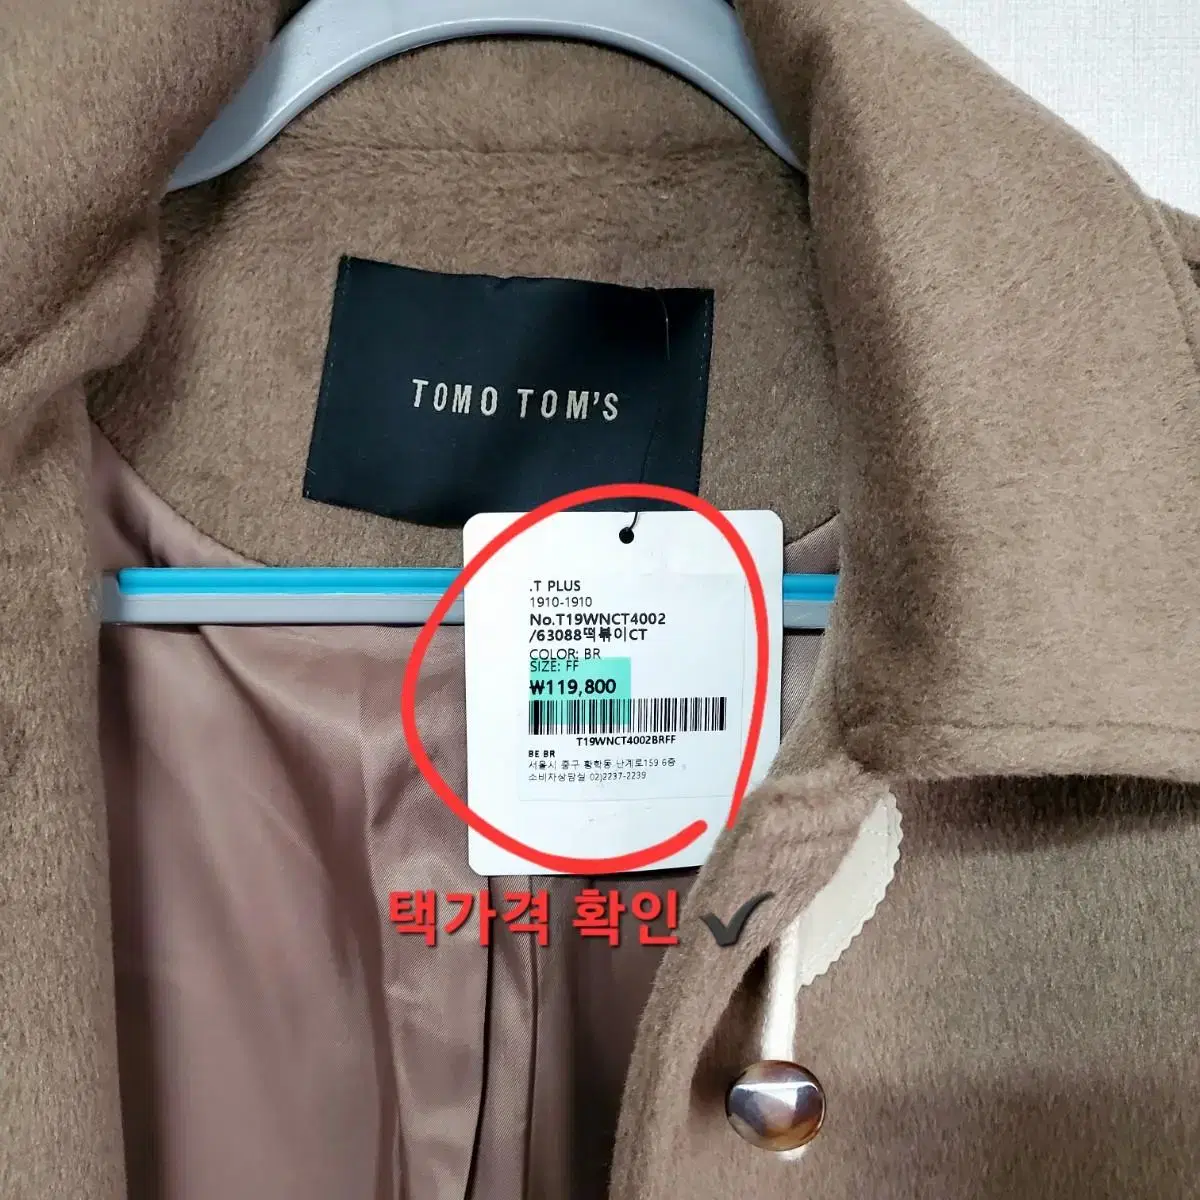 TOMO TOM'S
.T PLUS
1910-1910
No.T19WNCT4002
/63088떡볶이CT
COLOR: BR
SIZE: FF
₩119,800
T19WNCT4002BRFF
BE BR
서울시 중구 황학동 난계로159 6층
소비자상담실 02)2237-2239
택가격 확인 ✔